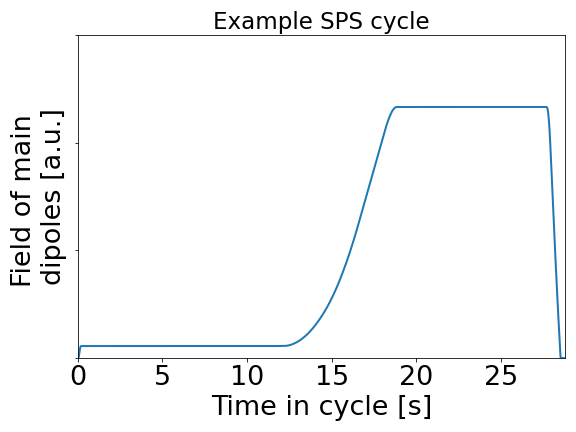 Example SPS cycle
Field of main
dipoles [a.u.]
0 5 10 15 20 25
Time in cycle [s]